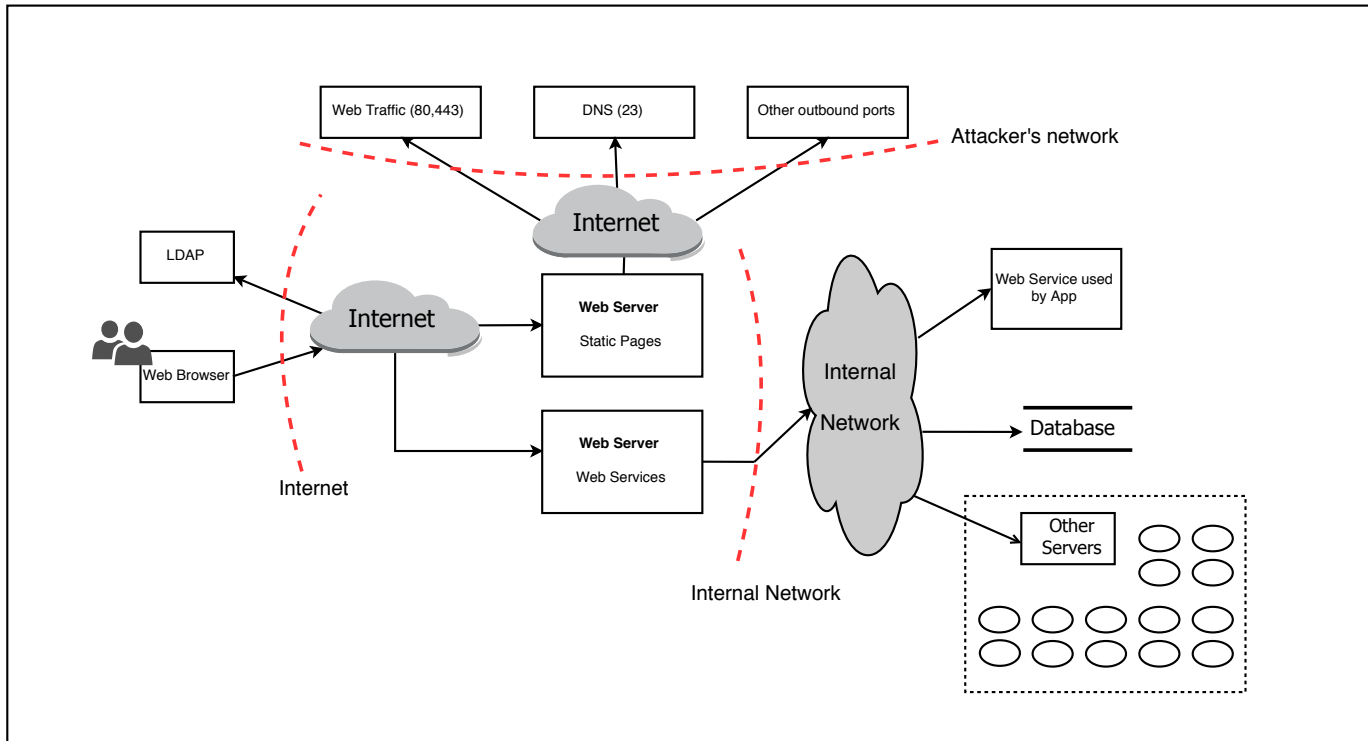 Web Traffic (80,443)
DNS (23)
Other outbound ports
Attacker's network
Internet
LDAP
Internet
Web Browser
Internet
Web Server
Static Pages
Web Server
Web Services
Internal Network
Internal
Network
Web Service used
by App
Database
Other
Servers